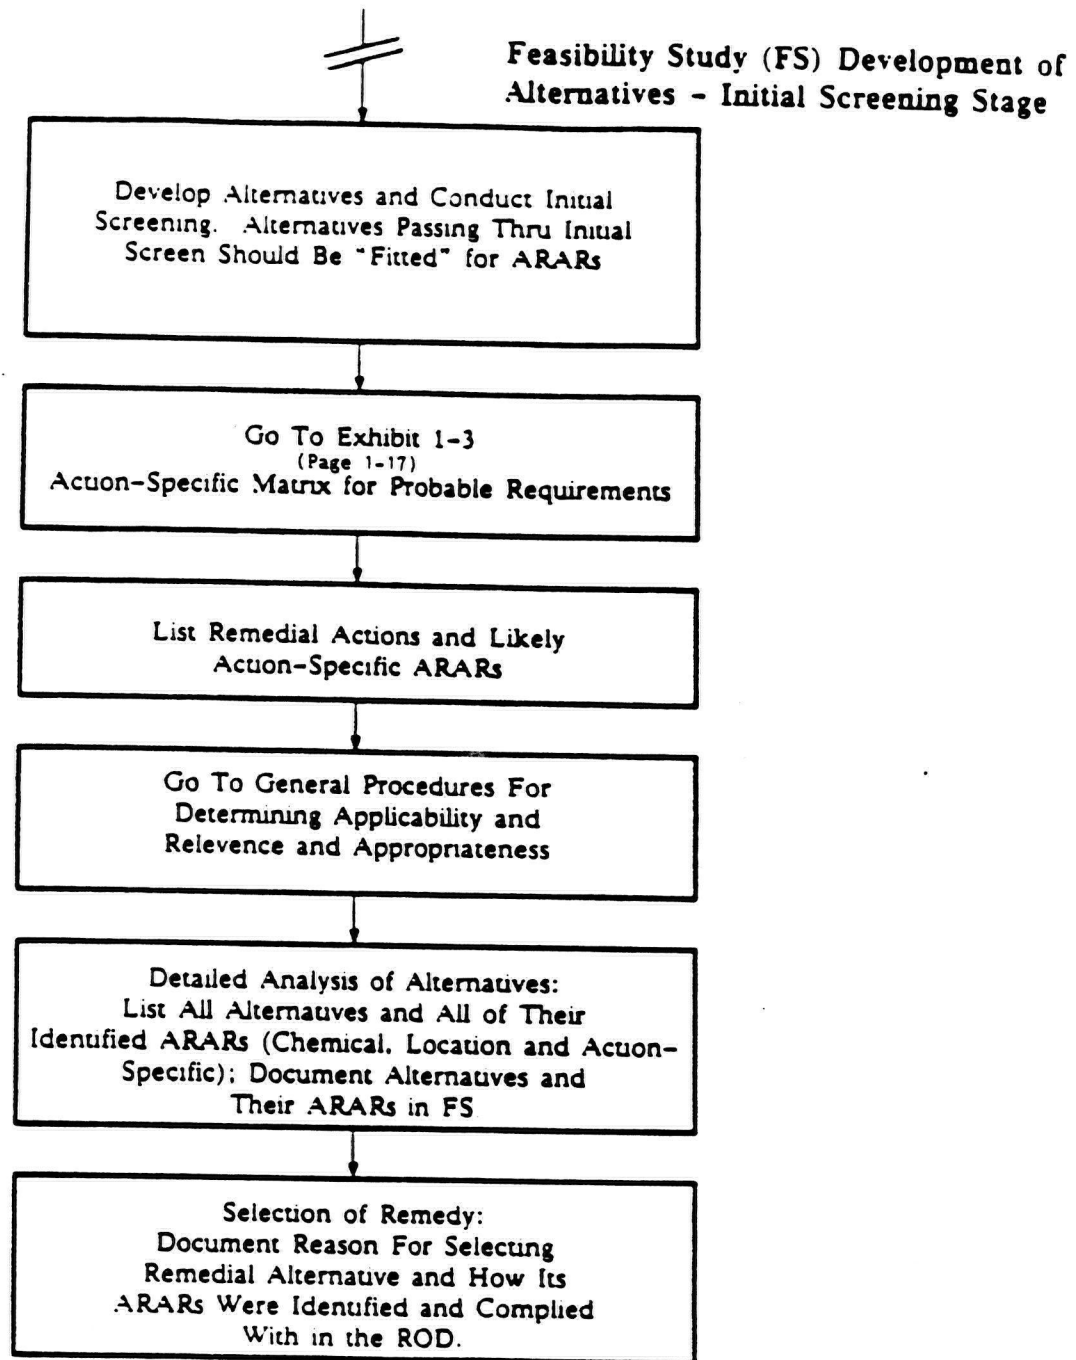 Feasibility Study (FS) Development of
Alternatives - Initial Screening Stage
Develop Alternatives and Conduct Initial
Screening. Alternatives Passing Thru Initial
Screen Should Be "Fitted" for ARARs
Go To Exhibit 1-3
(Page 1-17)
Action-Specific Matrix for Probable Requirements
List Remedial Actions and Likely
Action-Specific ARARs
Go To General Procedures For
Determining Applicability and
Relevence and Appropriateness
Detailed Analysis of Alternatives:
List All Alternatives and All of Their
Identified ARARs (Chemical, Location and Action-
Specific); Document Alternatives and
Their ARARs in FS
Selection of Remedy:
Document Reason For Selecting
Remedial Alternative and How Its
ARARs Were Identified and Complied
With in the ROD.